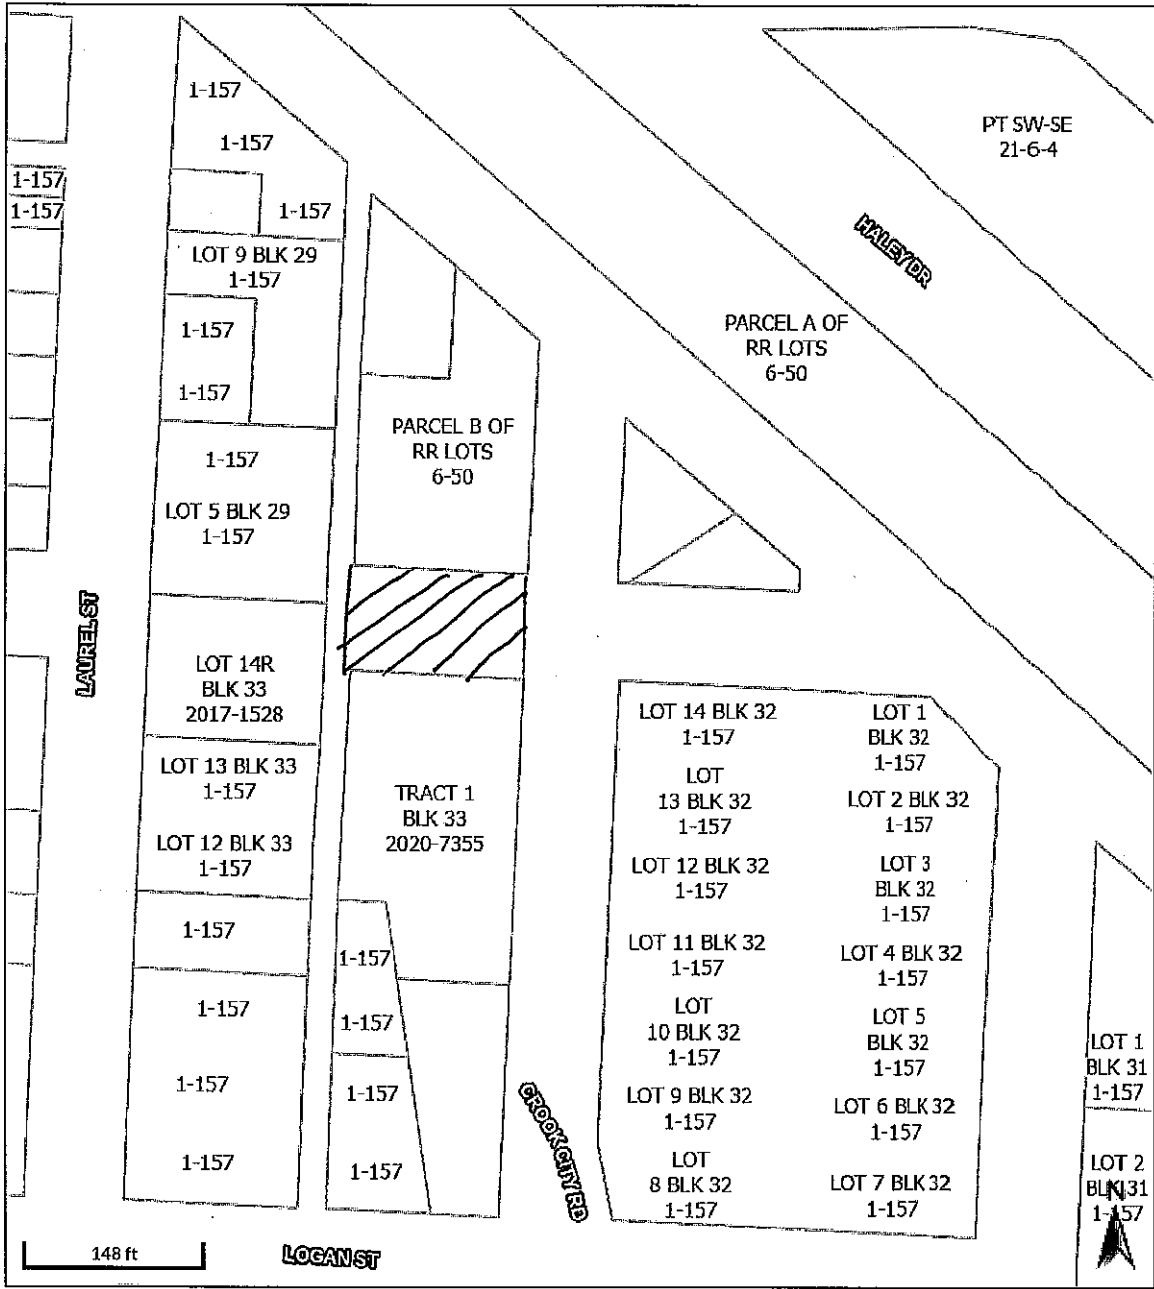 1-157
1-157
1-157
1-157
1-157
LOT 9 BLK 29
1-157
1-157
1-157
1-157
LOT 5 BLK 29
1-157
LAUREL ST
LOT 14R
BLK 33
2017-1528
LOT 13 BLK 33
1-157
LOT 12 BLK 33
1-157
1-157
1-157
1-157
1-157
PARCEL B OF
RR LOTS
6-50
TRACT 1
BLK 33
2020-7355
1-157
1-157
1-157
1-157
PT SW-SE
21-6-4
HALEY DR
PARCEL A OF
RR LOTS
6-50
LOT 14 BLK 32
1-157
LOT
13 BLK 32
1-157
LOT 12 BLK 32
1-157
LOT 11 BLK 32
1-157
LOT
10 BLK 32
1-157
LOT 9 BLK 32
1-157
LOT
8 BLK 32
1-157
LOT 1
BLK 32
1-157
LOT 2 BLK 32
1-157
LOT 3
BLK 32
1-157
LOT 4 BLK 32
1-157
LOT 5
BLK 32
1-157
LOT 6 BLK 32
1-157
LOT 7 BLK 32
1-157
LOT 1
BLK 31
1-157
LOT 2
BLK 31
1-157
N
CROOK CITY RD
148 ft
LOGAN ST